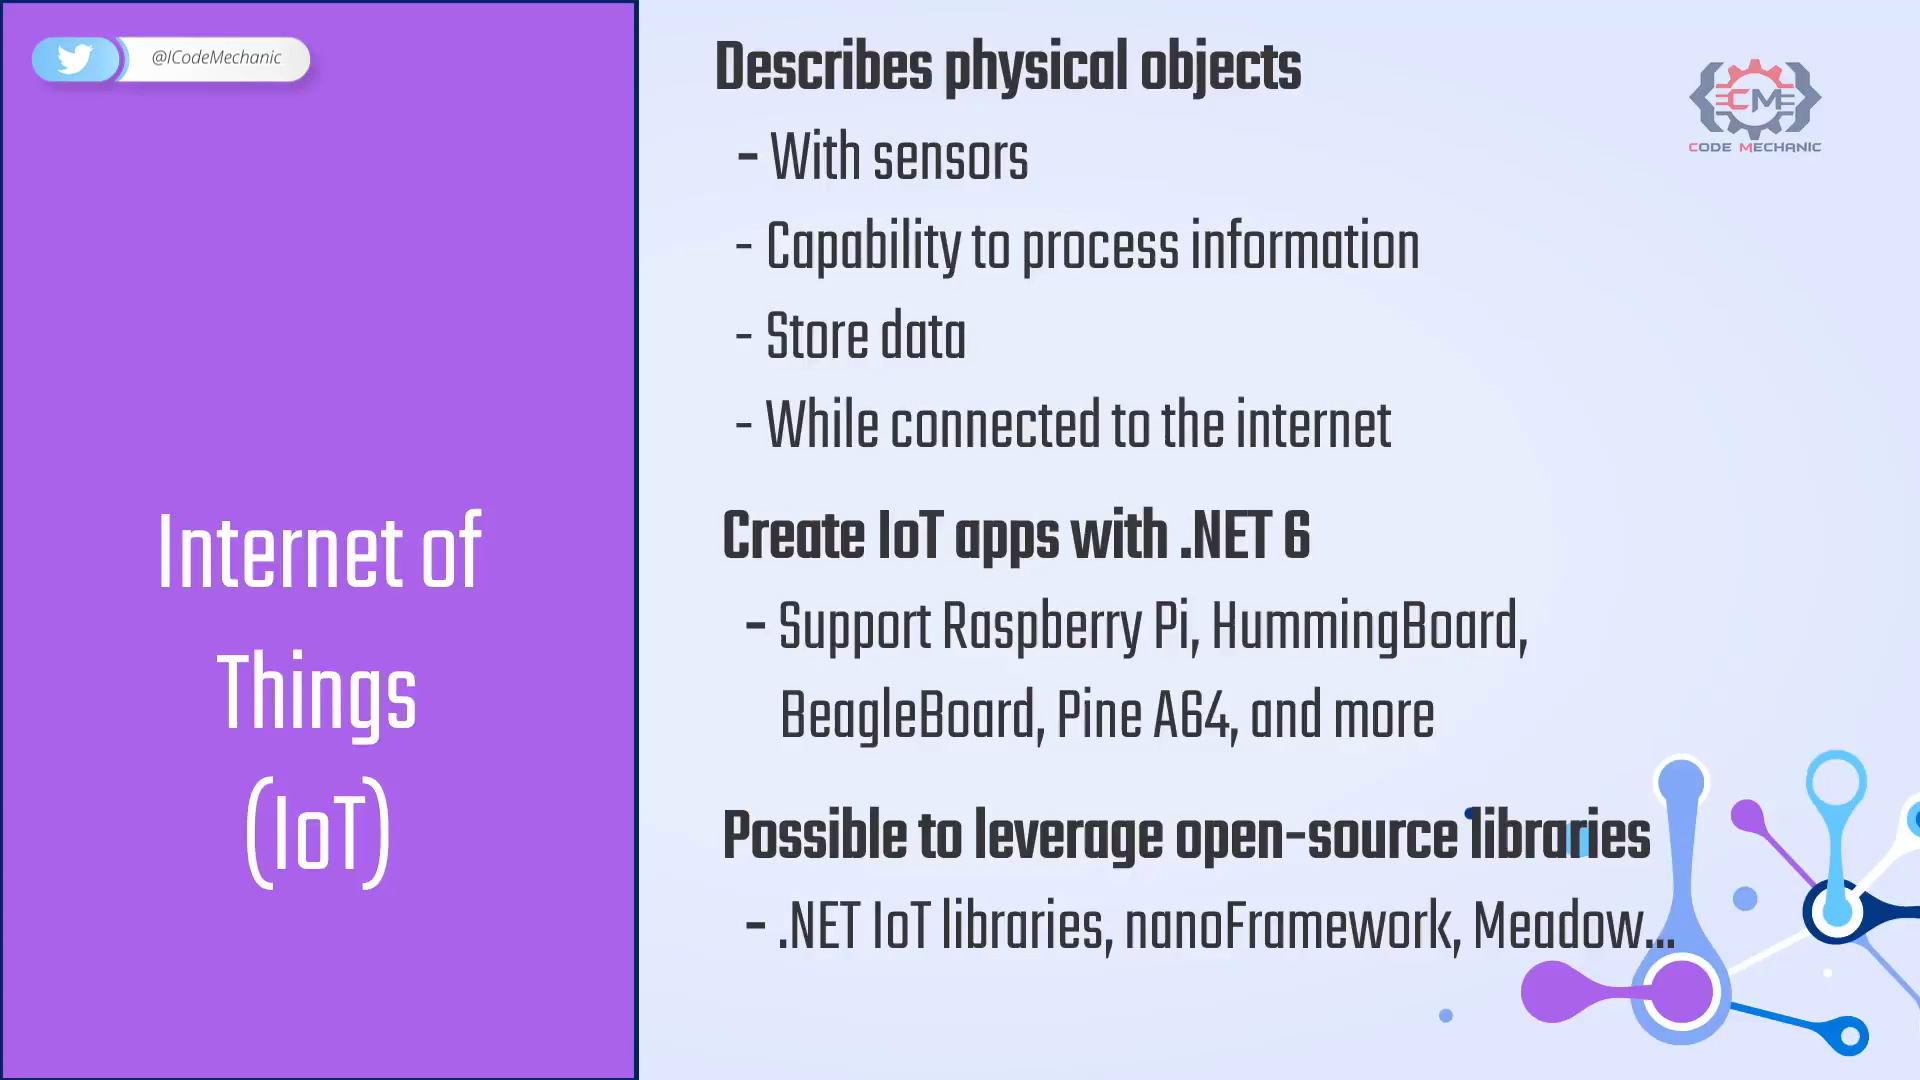 @ICodeMechanic
Internet of
Things
(IoT)
Describes physical objects
- With sensors
- Capability to process information
- Store data
- While connected to the internet
Create IoT apps with .NET 6
- Support Raspberry Pi, HummingBoard,
BeagleBoard, Pine A64, and more
Possible to leverage open-source libraries
- .NET IoT libraries, nanoFramework, Meadow...
CM
CODE MECHANIC